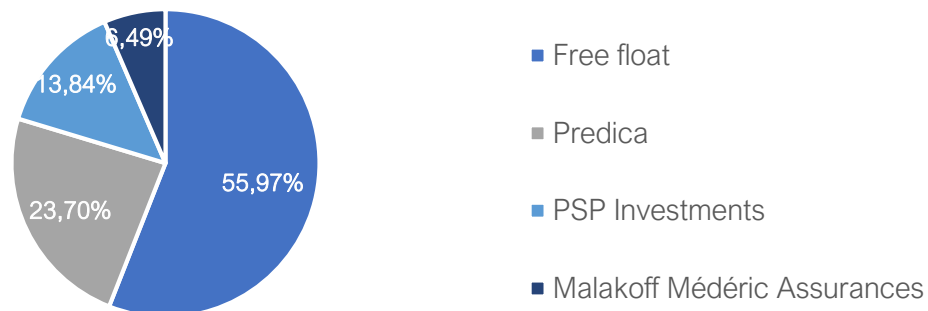 6,49%
13,84%
55,97%
23,70%
Free float
Predica
PSP Investments
Malakoff Médéric Assurances